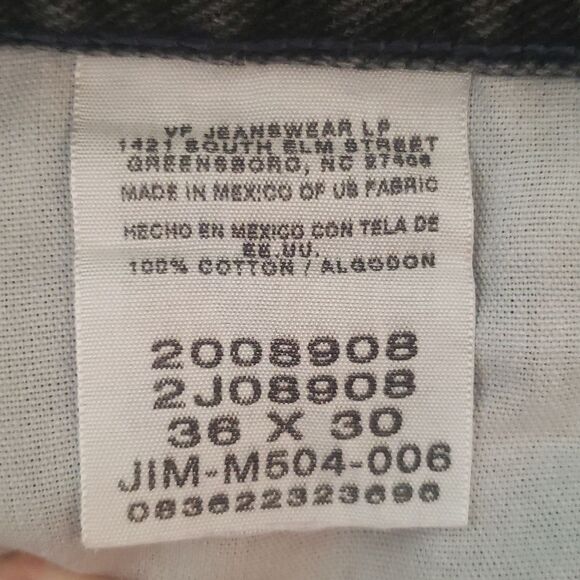 VF JEANSWEAR LP
1421 SOUTH ELM STREET
GREENSBORO, NC 27406
MADE IN MEXICO OF US FABRIC
HECHO EN MEXICO CON TELA DE
EE.UU.
100% COTTON / ALGODON
2008908
2J08908
36 X 30
JIM-M504-006
083622323696